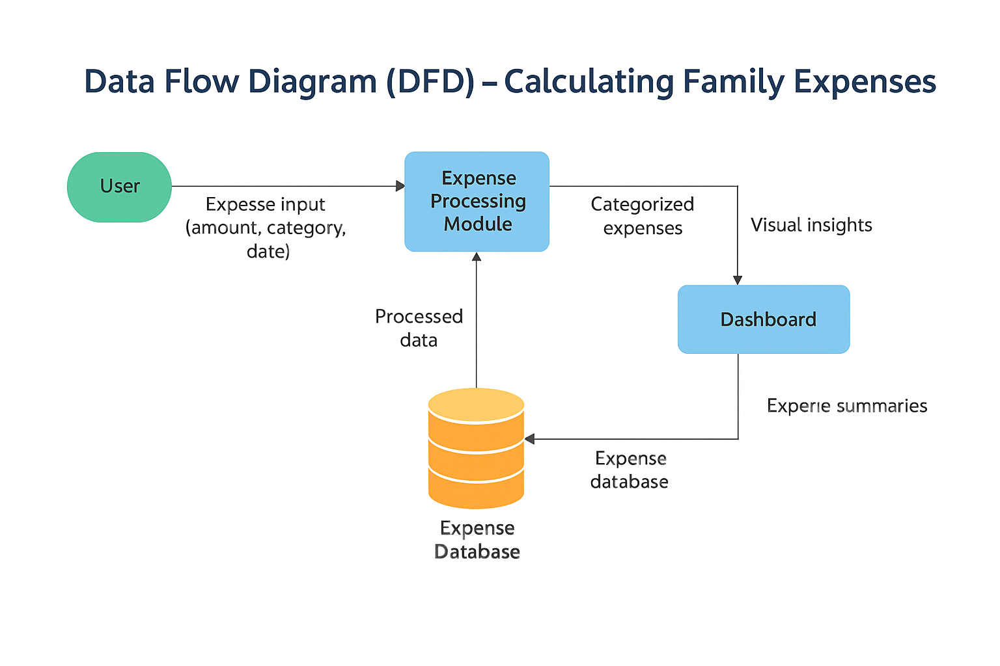 Data Flow Diagram (DFD) – Calculating Family Expenses
User
Expesse input
(amount, category,
date)
Expense
Processing
Module
Categorized
expenses
Visual insights
Dashboard
Processed
data
summaries
Expense
database
Expense
Database